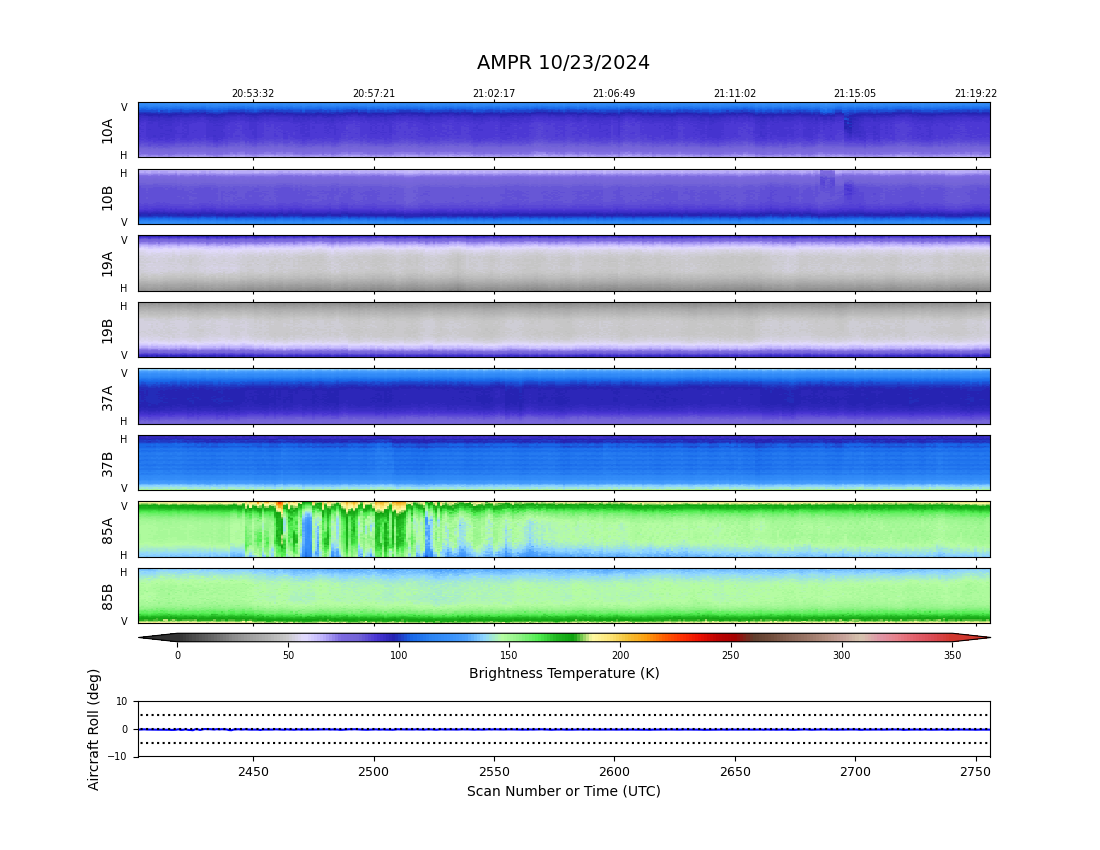 AMPR 10/23/2024
20:53:32 20:57:21 21:02:17 21:06:49 21:11:02 21:15:05 21:19:22
V
10A
H
H
10B
V
V
19A
H
H
19B
V
V
37A
H
H
37B
V
V
85A
H
H
85B
V
0 50 100 150 200 250 300 350
Brightness Temperature (K)
Aircraft Roll (deg)
10
0
−10
2450 2500 2550 2600 2650 2700 2750
Scan Number or Time (UTC)